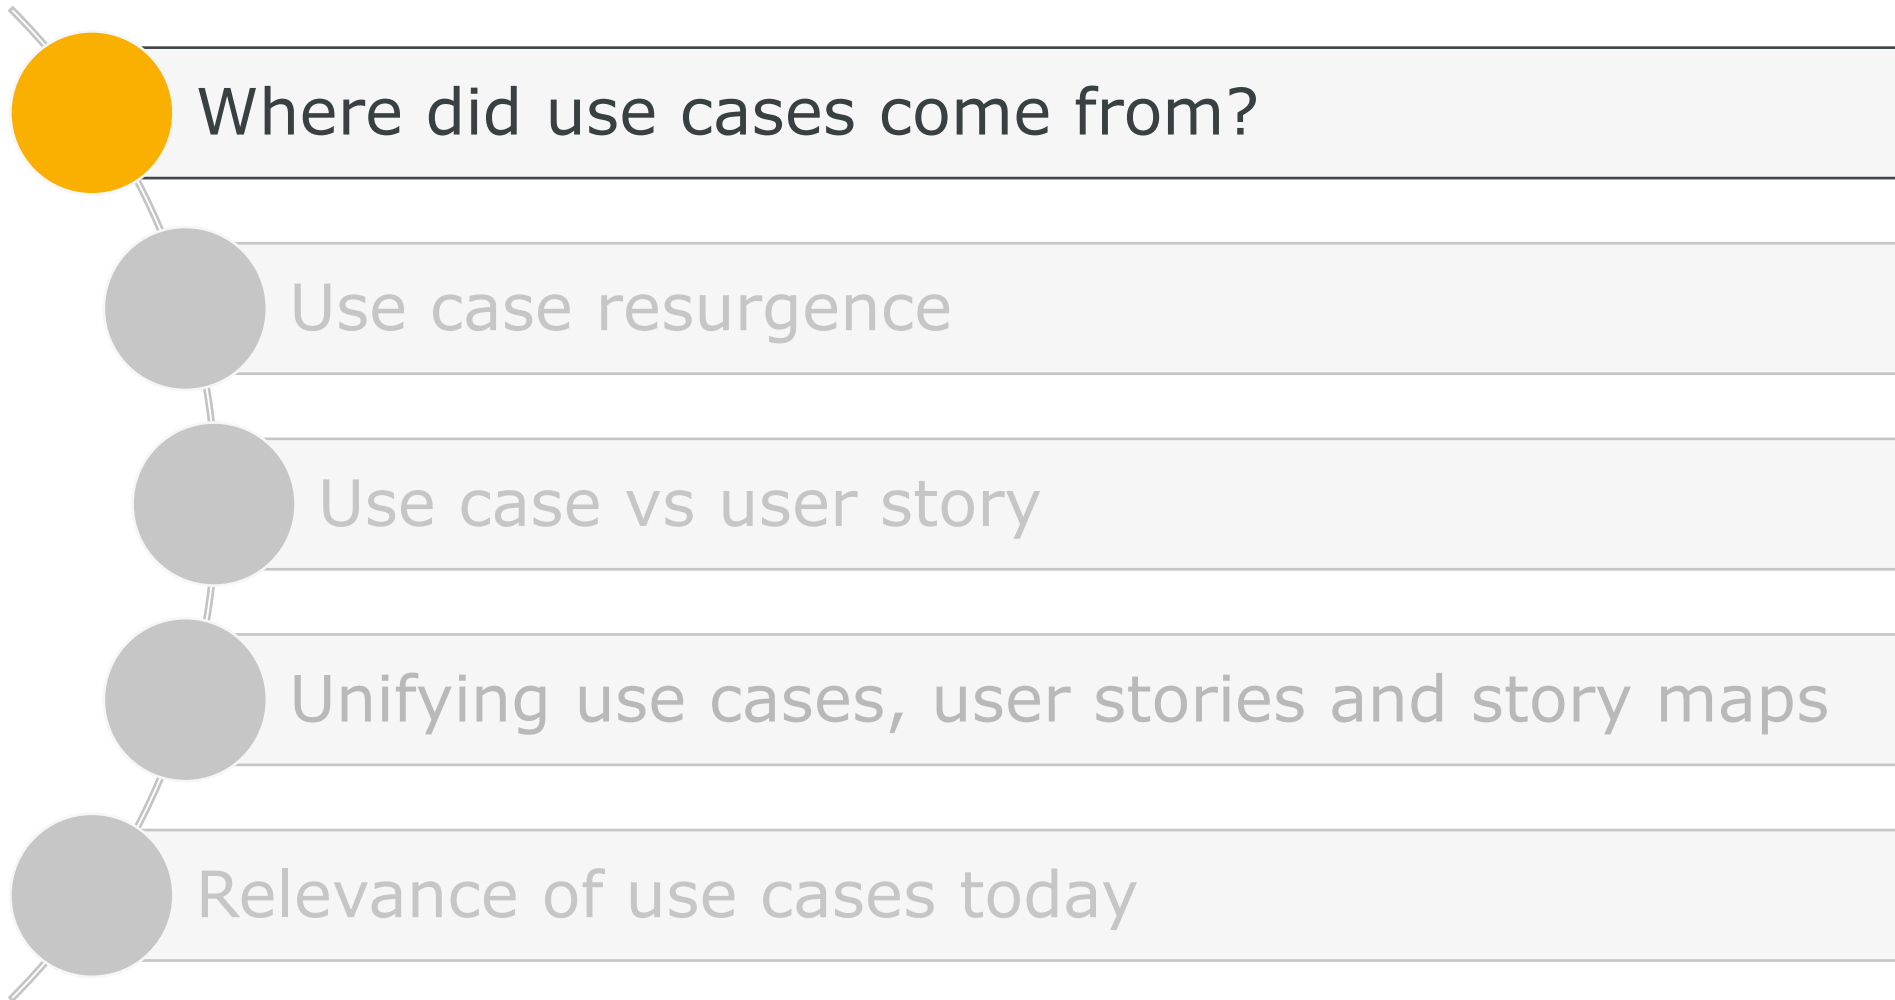 Where did use cases come from?
Use case resurgence
Use case vs user story
Unifying use cases, user stories and story maps
Relevance of use cases today